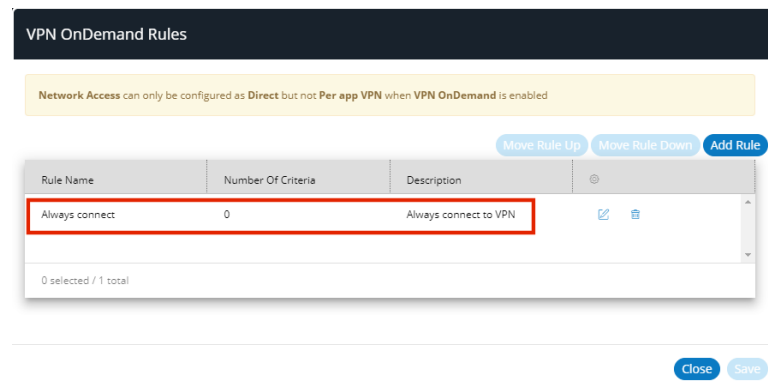 VPN OnDemand Rules
Network Access can only be configured as Direct but not Per app VPN when VPN OnDemand is enabled
Move Rule Up Move Rule Down Add Rule
Rule Name Number Of Criteria Description
Always connect 0 Always connect to VPN
0 selected / 1 total
Close Save